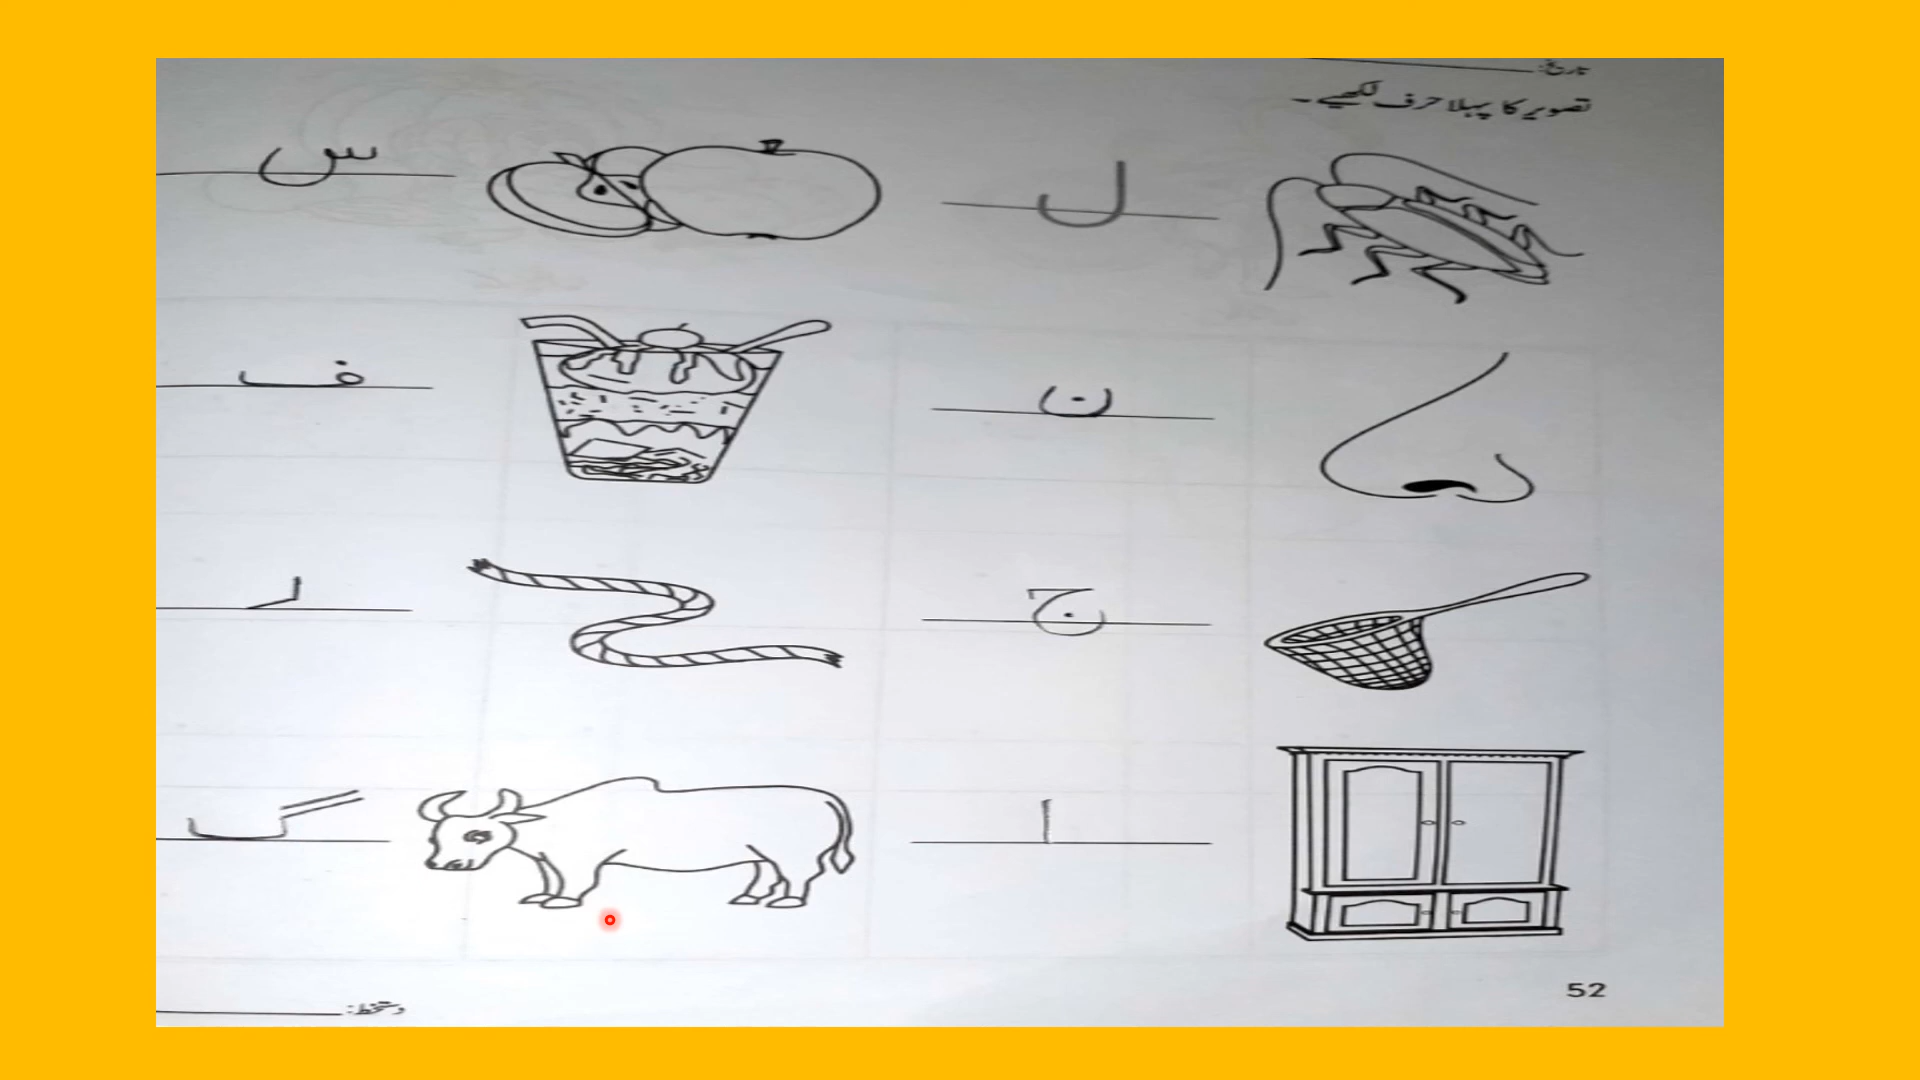 تاریخ:
تصویر کا پہلا حرف لکھیے۔
ل س
ن ف
ج ر
ا گ
52
دستخط: